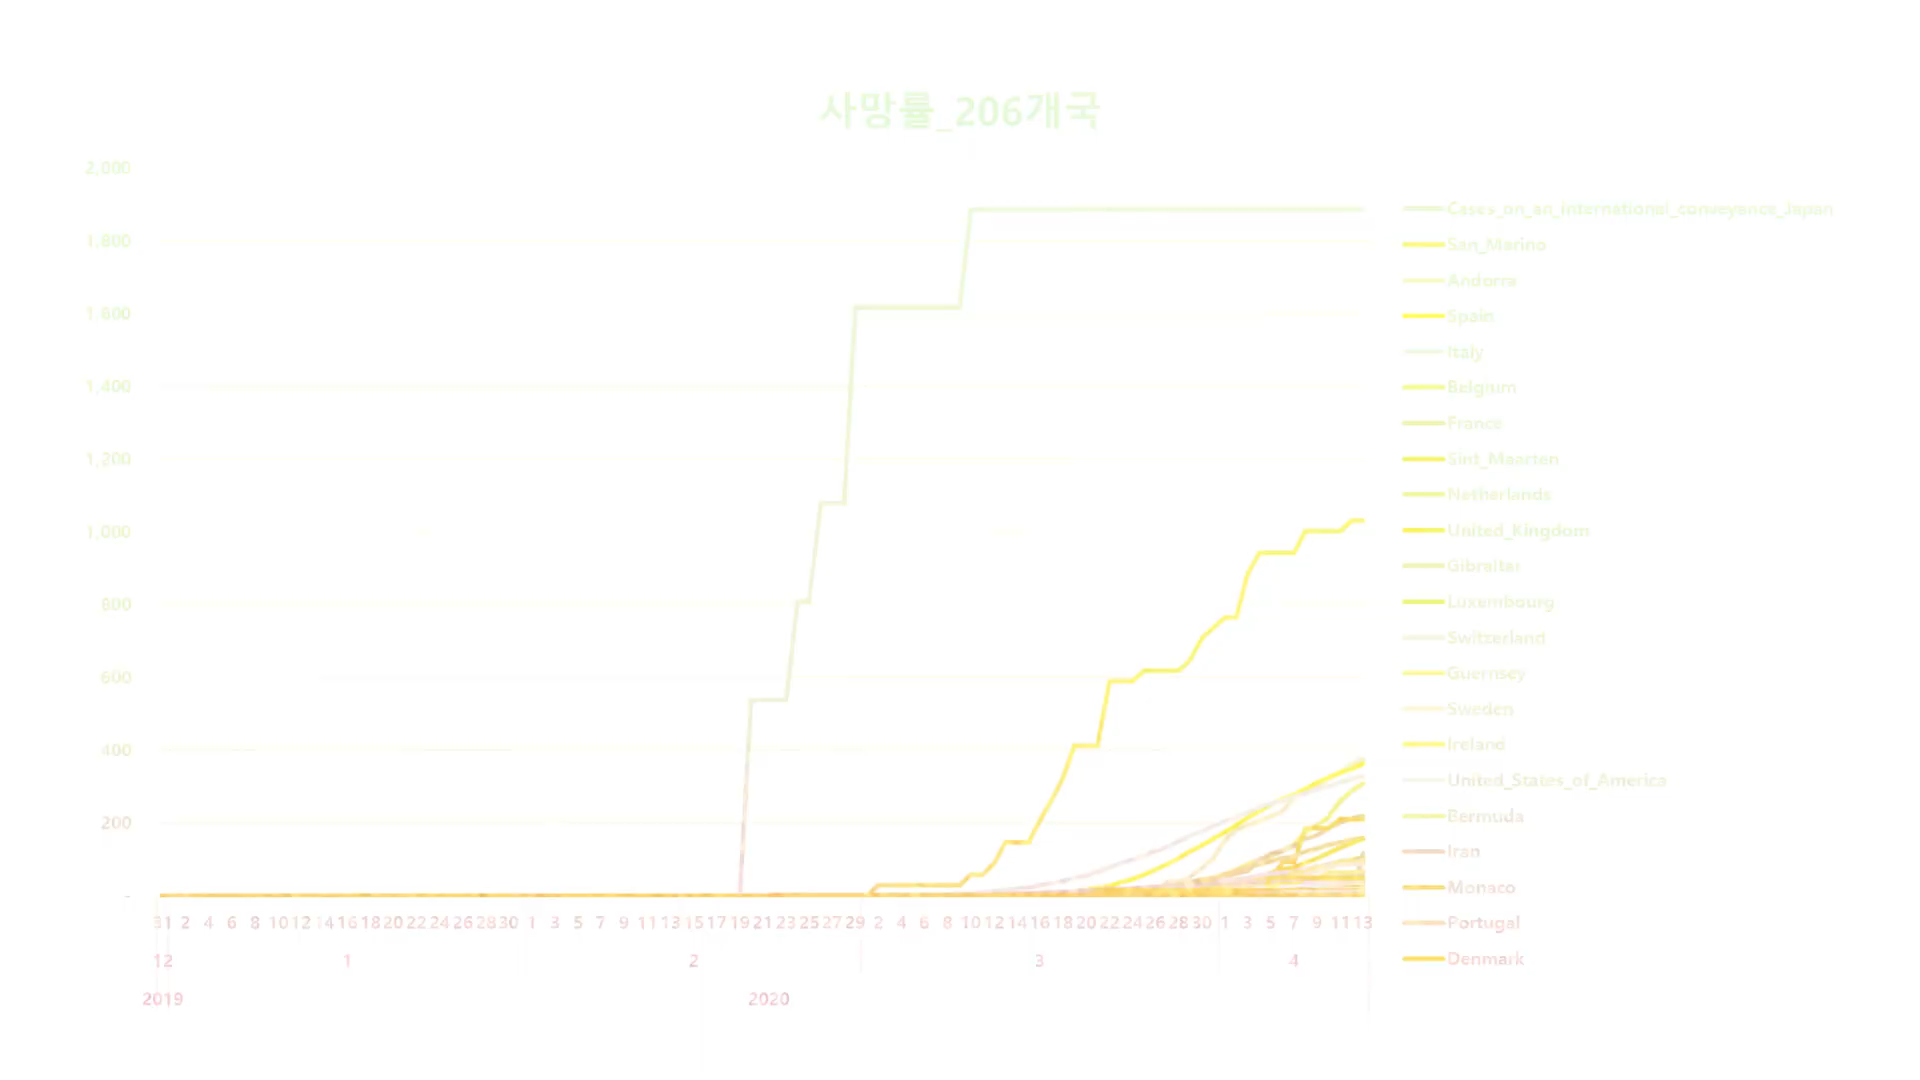 사망률_206개국
2,000
1,800
1,600
1,400
1,200
1,000
800
600
400
200
-
31 2 4 6 8 10 12 14 16 18 20 22 24 26 28 30 1 3 5 7 9 11 13 15 17 19 21 23 25 27 29 2 4 6 8 10 12 14 16 18 20 22 24 26 28 30 1 3 5 7 9 11 13
12 1 2 3 4
2019 2020
Cases_on_an_international_conveyance_Japan
San_Marino
Andorra
Spain
Italy
Belgium
France
Sint_Maarten
Netherlands
United_Kingdom
Gibraltar
Luxembourg
Switzerland
Guernsey
Sweden
Ireland
United_States_of_America
Bermuda
Iran
Monaco
Portugal
Denmark